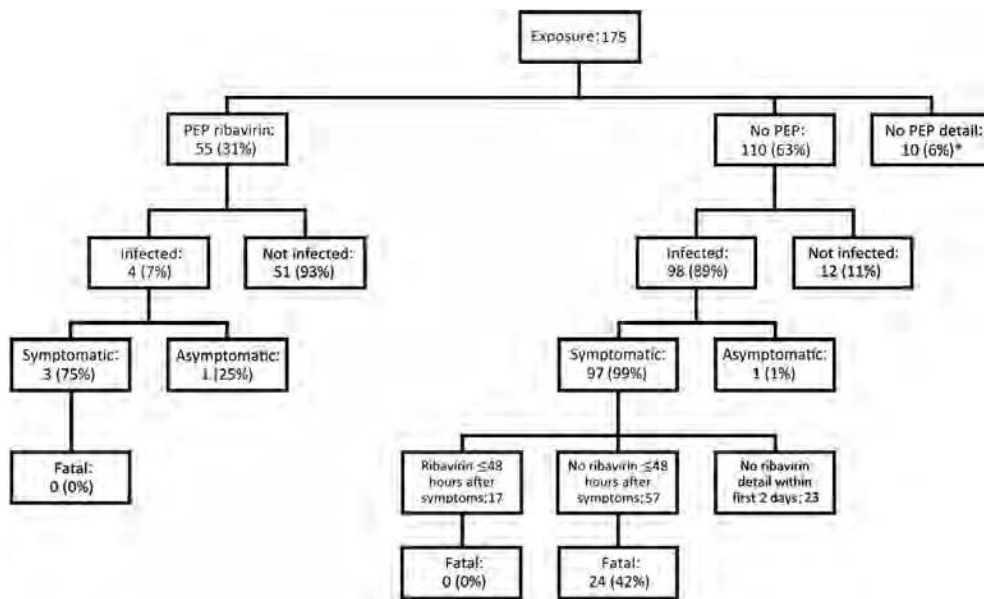 Exposure: 175
PEP ribavirin:
55 (31%)
No PEP:
110 (63%)
No PEP detail:
10 (6%)*
Infected:
4 (7%)
Not infected:
51 (93%)
Infected:
98 (89%)
Not infected:
12 (11%)
Symptomatic:
3 (75%)
Asymptomatic:
1 (25%)
Symptomatic:
97 (99%)
Asymptomatic:
1 (1%)
Fatal:
0 (0%)
Ribavirin ≤48
hours after
symptoms; 17
No ribavirin ≤48
hours after
symptoms; 57
No ribavirin
detail within
first 2 days; 23
Fatal:
0 (0%)
Fatal:
24 (42%)